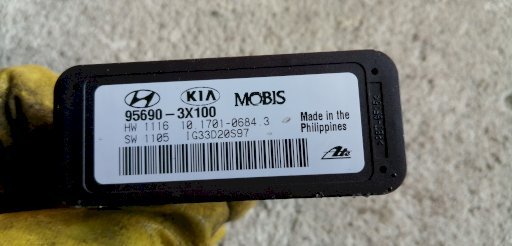 KIA MOBIS
95690-3X100
HW 1116 10.1701-0684.3
SW 1105 IG33D20S97
Made in the
Philippines